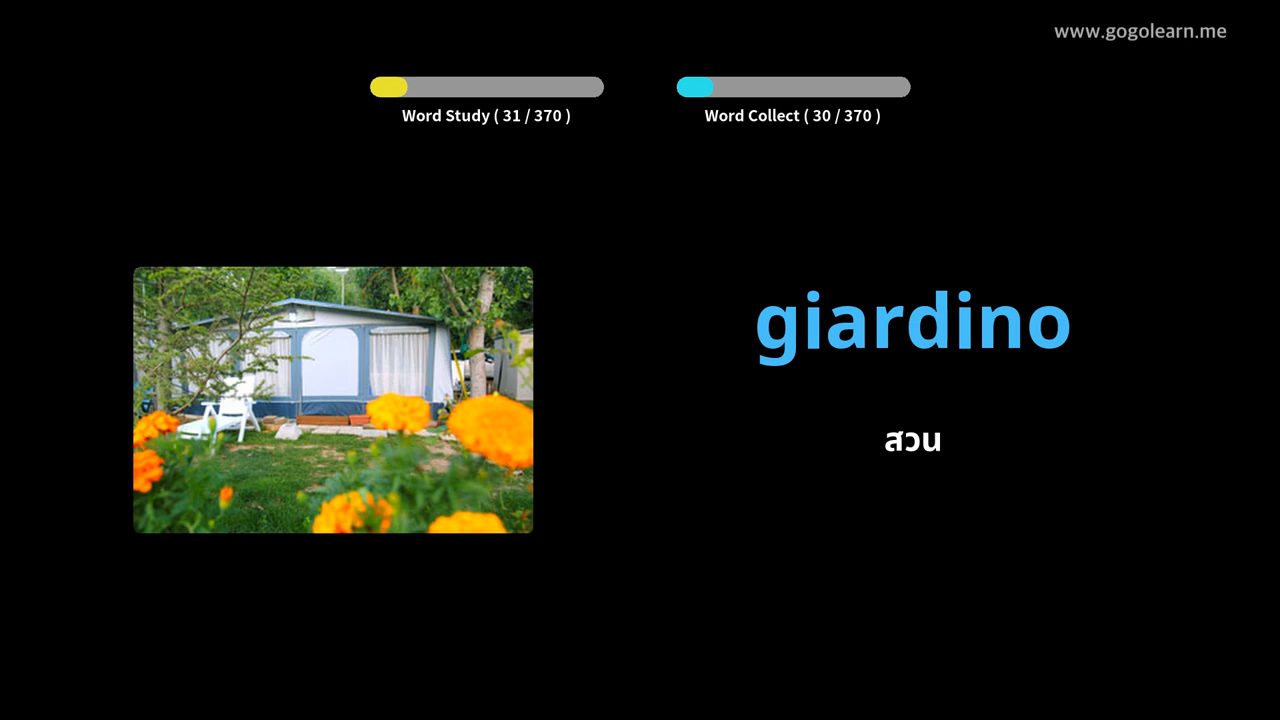 www.gogolearn.me
Word Study ( 31 / 370 )
Word Collect ( 30 / 370 )
giardino
สวน